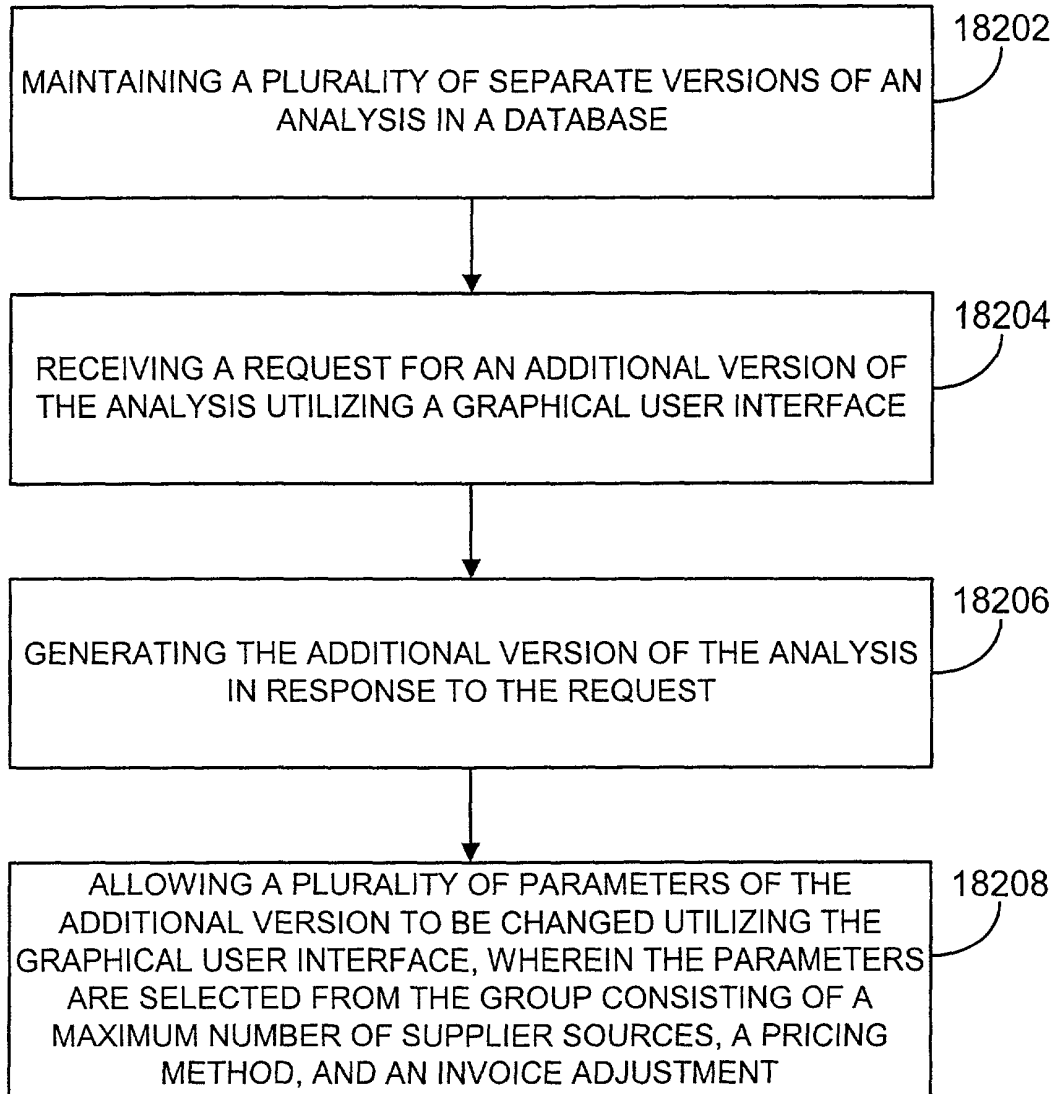 18202
MAINTAINING A PLURALITY OF SEPARATE VERSIONS OF AN
ANALYSIS IN A DATABASE
18204
RECEIVING A REQUEST FOR AN ADDITIONAL VERSION OF
THE ANALYSIS UTILIZING A GRAPHICAL USER INTERFACE
18206
GENERATING THE ADDITIONAL VERSION OF THE ANALYSIS
IN RESPONSE TO THE REQUEST
18208
ALLOWING A PLURALITY OF PARAMETERS OF THE
ADDITIONAL VERSION TO BE CHANGED UTILIZING THE
GRAPHICAL USER INTERFACE, WHEREIN THE PARAMETERS
ARE SELECTED FROM THE GROUP CONSISTING OF A
MAXIMUM NUMBER OF SUPPLIER SOURCES, A PRICING
METHOD, AND AN INVOICE ADJUSTMENT